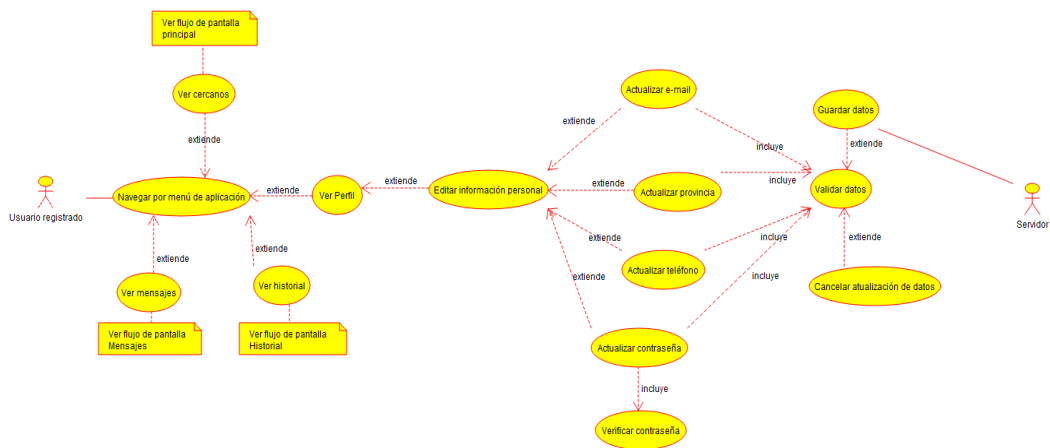 Ver flujo de pantalla
principal
Ver cercanos
extiende
Usuario registrado
Navegar por menú de aplicación
extiende
Ver Perfil
extiende
Editar información personal
extiende
Ver mensajes
Ver flujo de pantalla
Mensajes
extiende
Ver historial
Ver flujo de pantalla
Historial
Actualizar e-mail
extiende
incluye
Actualizar provincia
extiende
incluye
Actualizar teléfono
extiende
incluye
Actualizar contraseña
extiende
incluye
incluye
Verificar contraseña
Guardar datos
extiende
Validar datos
extiende
Cancelar atualización de datos
Servidor